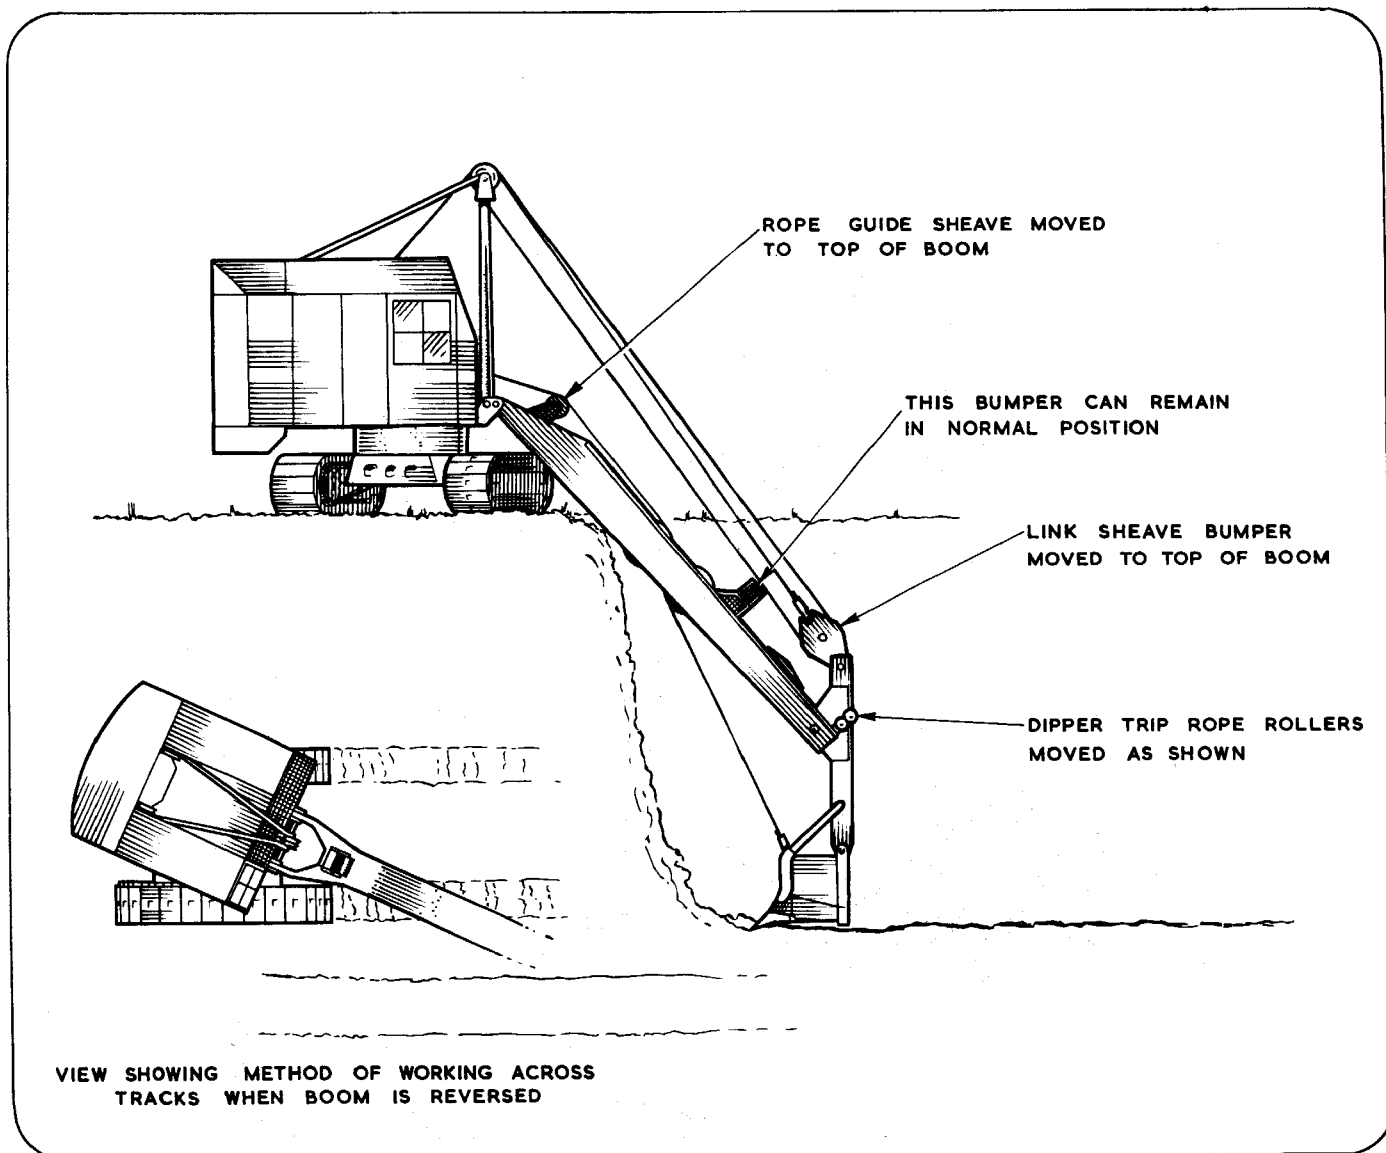 ROPE GUIDE SHEAVE MOVED
TO TOP OF BOOM
THIS BUMPER CAN REMAIN
IN NORMAL POSITION
LINK SHEAVE BUMPER
MOVED TO TOP OF BOOM
DIPPER TRIP ROPE ROLLERS
MOVED AS SHOWN
VIEW SHOWING METHOD OF WORKING ACROSS
TRACKS WHEN BOOM IS REVERSED